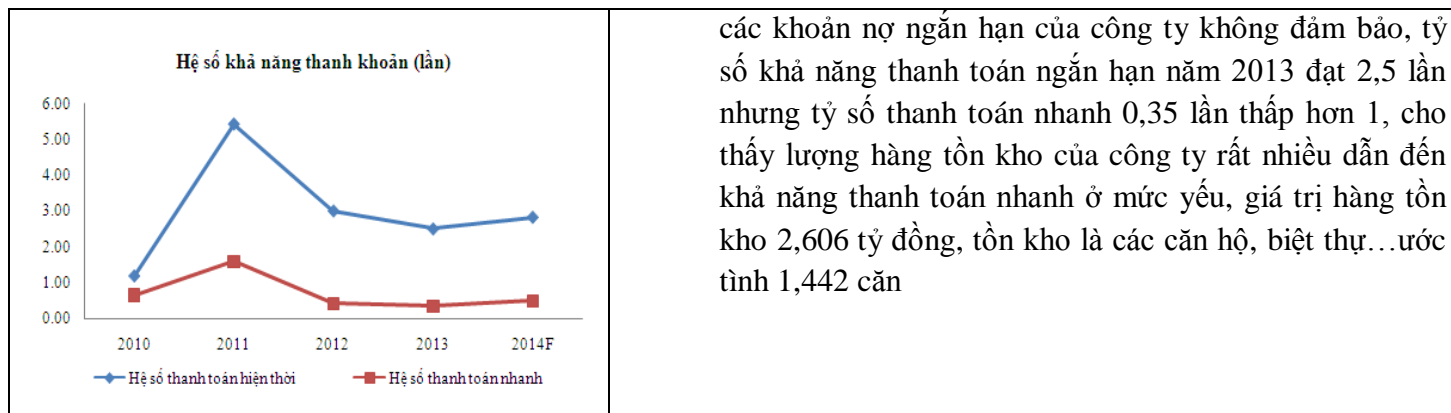 Hệ số khả năng thanh khoản (lần)
6.00
5.00
4.00
3.00
2.00
1.00
0.00
2010 2011 2012 2013 2014F
Hệ số thanh toán hiện thời Hệ số thanh toán nhanh
các khoản nợ ngắn hạn của công ty không đảm bảo, tỷ
số khả năng thanh toán ngắn hạn năm 2013 đạt 2,5 lần
nhưng tỷ số thanh toán nhanh 0,35 lần thấp hơn 1, cho
thấy lượng hàng tồn kho của công ty rất nhiều dẫn đến
khả năng thanh toán nhanh ở mức yếu, giá trị hàng tồn
kho 2,606 tỷ đồng, tồn kho là các căn hộ, biệt thự…ước
tình 1,442 căn